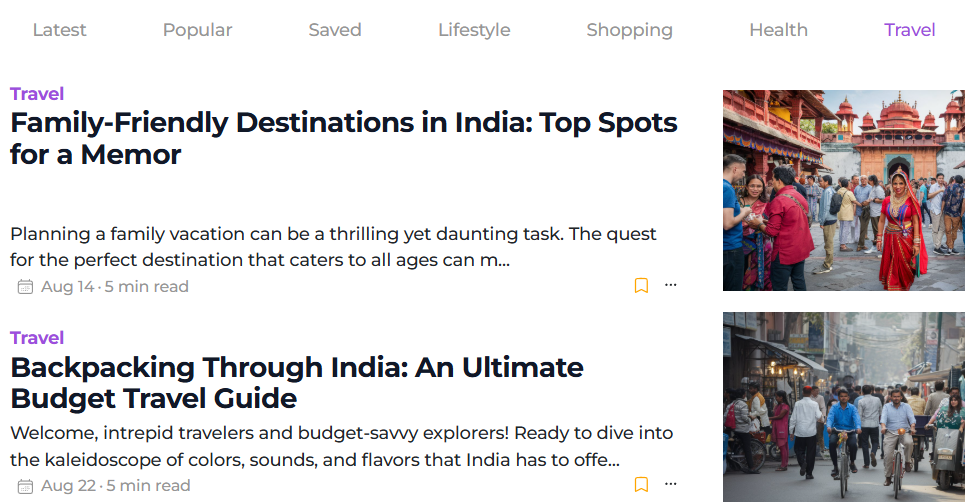 Latest Popular Saved Lifestyle Shopping Health Travel
Travel
Family-Friendly Destinations in India: Top Spots
for a Memor
Planning a family vacation can be a thrilling yet daunting task. The quest
for the perfect destination that caters to all ages can m...
Aug 14 · 5 min read
Travel
Backpacking Through India: An Ultimate
Budget Travel Guide
Welcome, intrepid travelers and budget-savvy explorers! Ready to dive into
the kaleidoscope of colors, sounds, and flavors that India has to offe...
Aug 22 · 5 min read